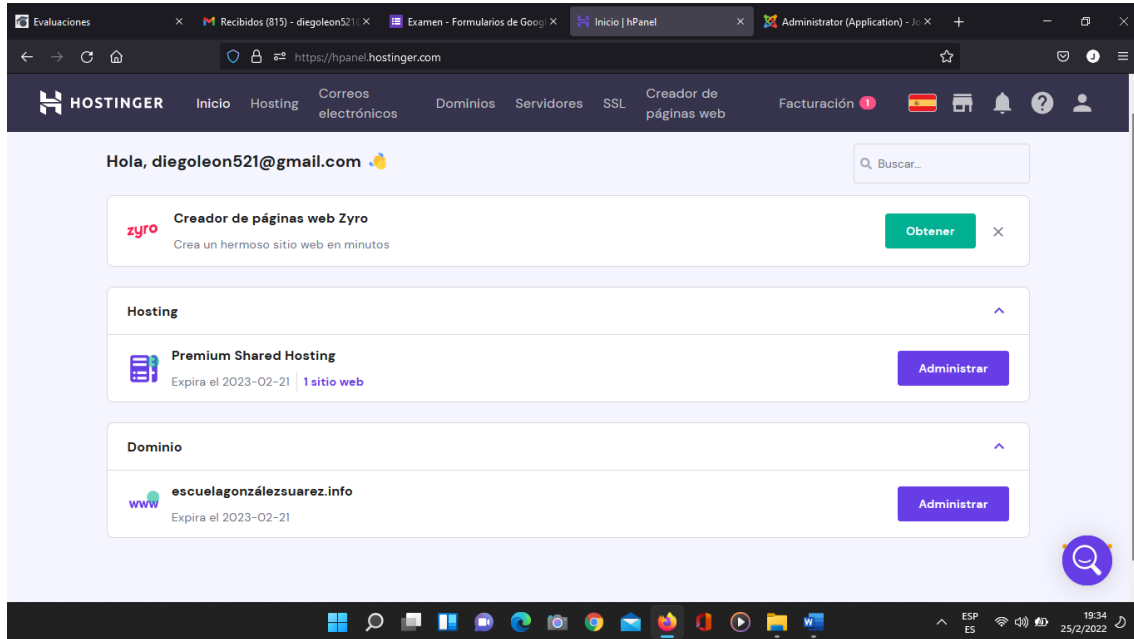 Evaluaciones
Recibidos (815) - diegoleon521@
Examen - Formularios de Googl
Inicio | hPanel
Administrator (Application) - Jo
https://hpanel.hostinger.com
HOSTINGER
Inicio
Hosting
Correos
electrónicos
Dominios
Servidores
SSL
Creador de
páginas web
Facturación 1
Hola, diegoleon521@gmail.com
Buscar...
zyro
Creador de páginas web Zyro
Crea un hermoso sitio web en minutos
Obtener
Hosting
Premium Shared Hosting
Expira el 2023-02-21
1 sitio web
Administrar
Dominio
www
escuelagonzálezsuarez.info
Expira el 2023-02-21
Administrar
ESP
ES
19:34
25/2/2022